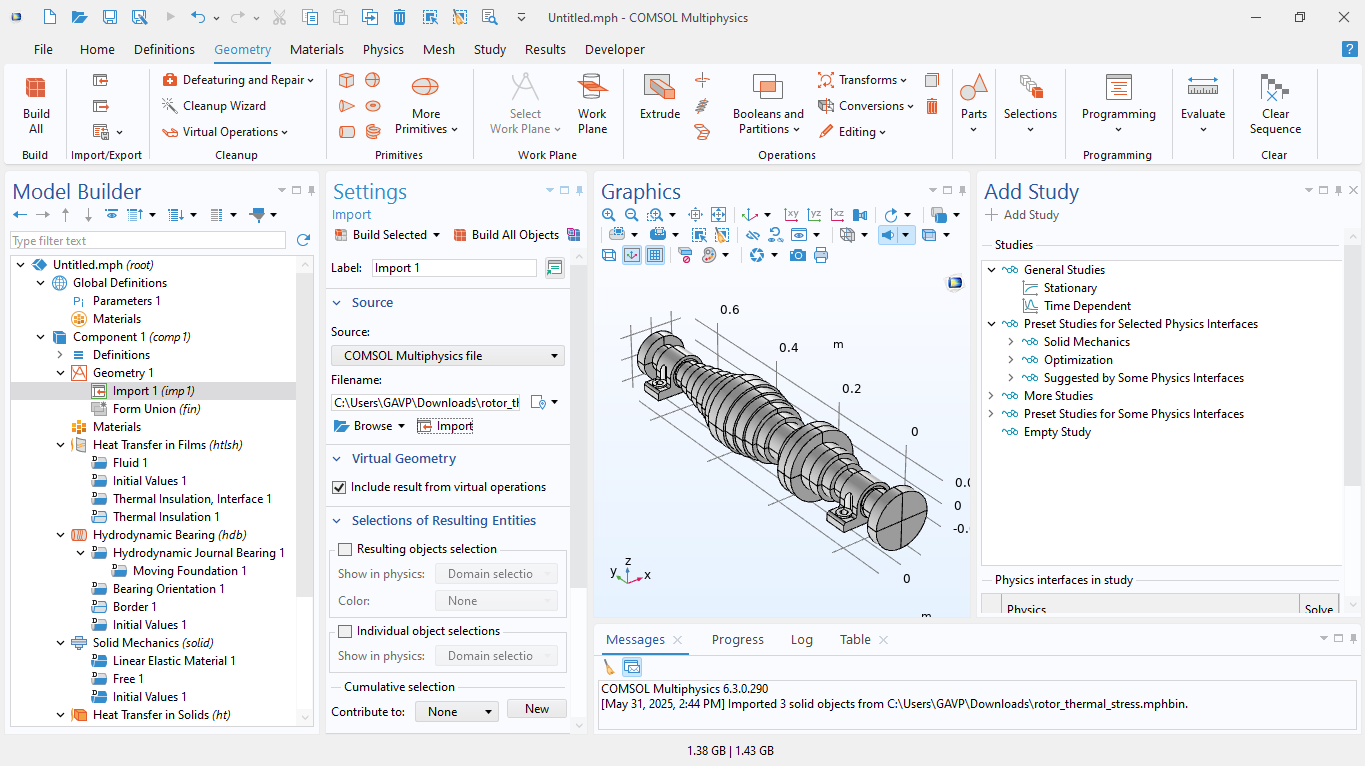 Untitled.mph - COMSOL Multiphysics
File Home Definitions Geometry Materials Physics Mesh Study Results Developer
?
Build All
Build
Import/Export
Defeaturing and Repair
Cleanup Wizard
Virtual Operations
Cleanup
More Primitives
Primitives
Select Work Plane
Work Plane
Work Plane
Extrude
Booleans and Partitions
Transforms
Conversions
Editing
Operations
Parts
Selections
Programming
Programming
Evaluate
Clear Sequence
Clear
Model Builder
Type filter text
Untitled.mph (root)
Global Definitions
Pi Parameters 1
Materials
Component 1 (comp1)
Definitions
Geometry 1
Import 1 (imp1)
Form Union (fin)
Materials
Heat Transfer in Films (htlsh)
Fluid 1
Initial Values 1
Thermal Insulation, Interface 1
Thermal Insulation 1
Hydrodynamic Bearing (hdb)
Hydrodynamic Journal Bearing 1
Moving Foundation 1
Bearing Orientation 1
Border 1
Initial Values 1
Solid Mechanics (solid)
Linear Elastic Material 1
Free 1
Initial Values 1
Heat Transfer in Solids (ht)
Settings
Import
Build Selected Build All Objects
Label: Import 1
Source
Source:
COMSOL Multiphysics file
Filename:
C:\Users\GAVP\Downloads\rotor_th
Browse Import
Virtual Geometry
Include result from virtual operations
Selections of Resulting Entities
Resulting objects selection
Show in physics: Domain selectio
Color: None
Individual object selections
Show in physics: Domain selectio
Cumulative selection
Contribute to: None New
Graphics
xy yz xz
0.6
0.4
m
0.2
0
0.0
0
-0.
0
m
z
y
x
Add Study
Add Study
Studies
General Studies
Stationary
Time Dependent
Preset Studies for Selected Physics Interfaces
Solid Mechanics
Optimization
Suggested by Some Physics Interfaces
More Studies
Preset Studies for Some Physics Interfaces
Empty Study
Physics interfaces in study
Physics Solve
Messages Progress Log Table
COMSOL Multiphysics 6.3.0.290
[May 31, 2025, 2:44 PM] Imported 3 solid objects from C:\Users\GAVP\Downloads\rotor_thermal_stress.mphbin.
1.38 GB | 1.43 GB